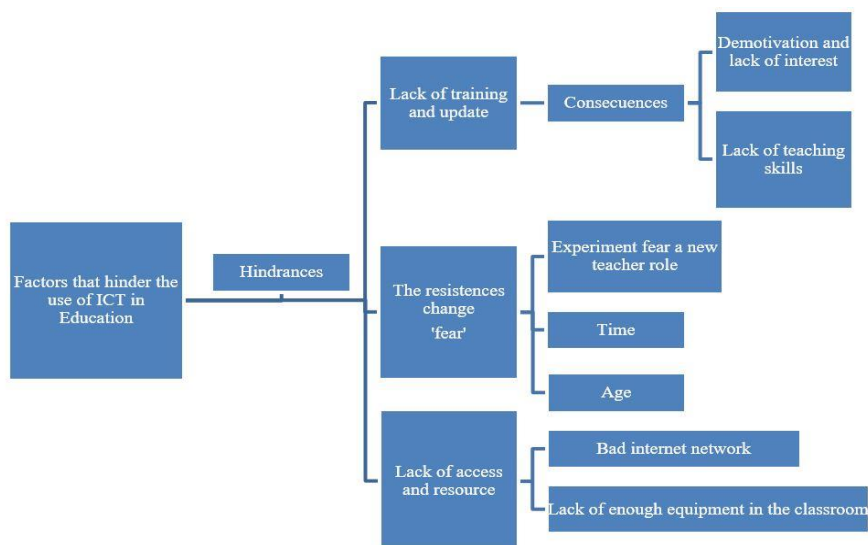 Factors that hinder the
use of ICT in
Education
Hindrances
Lack of training
and update
Consecuences
Demotivation and
lack of interest
Lack of teaching
skills
The resistences
change
'fear'
Experiment fear a new
teacher role
Time
Age
Lack of access
and resource
Bad internet network
Lack of enough equipment in the classroom